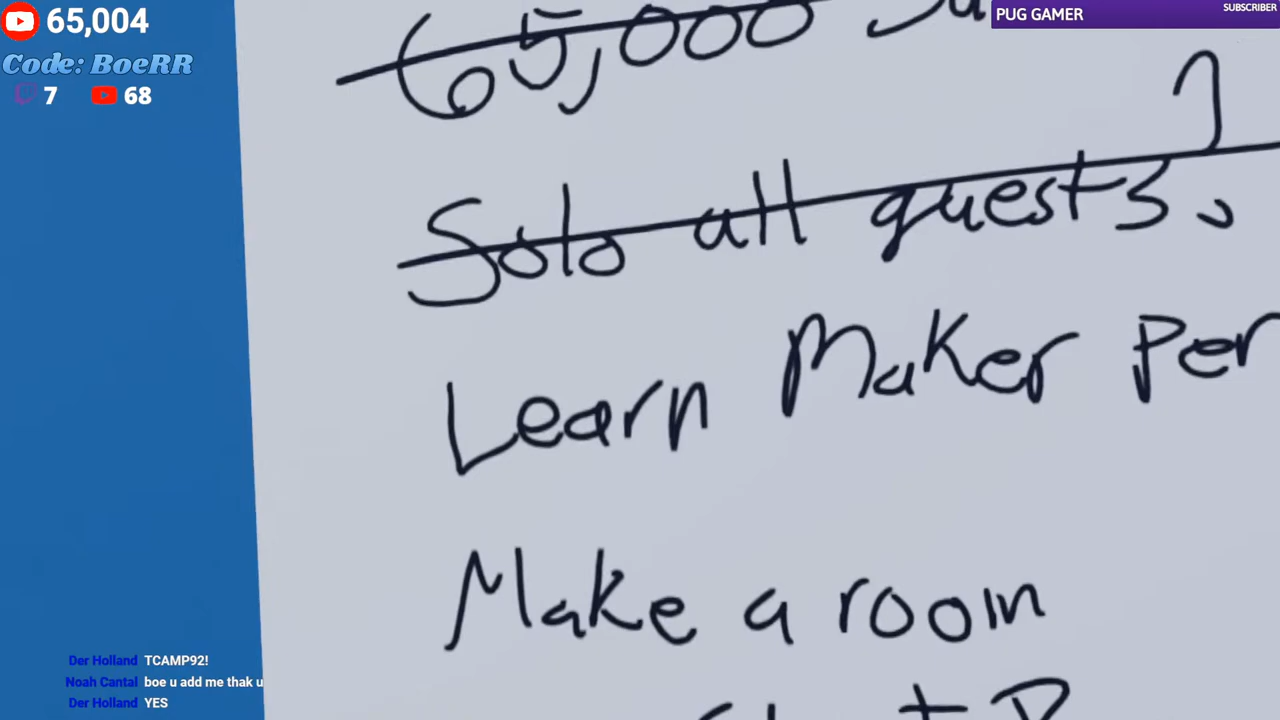 65,004
PUG GAMER
SUBSCRIBER
Code: BoeRR
7 68
65,000
Solo all quests.
Learn Maker Pen
Make a room
Der Holland TCAMP92!
Noah Cantal boe u add me thak u
Der Holland YES